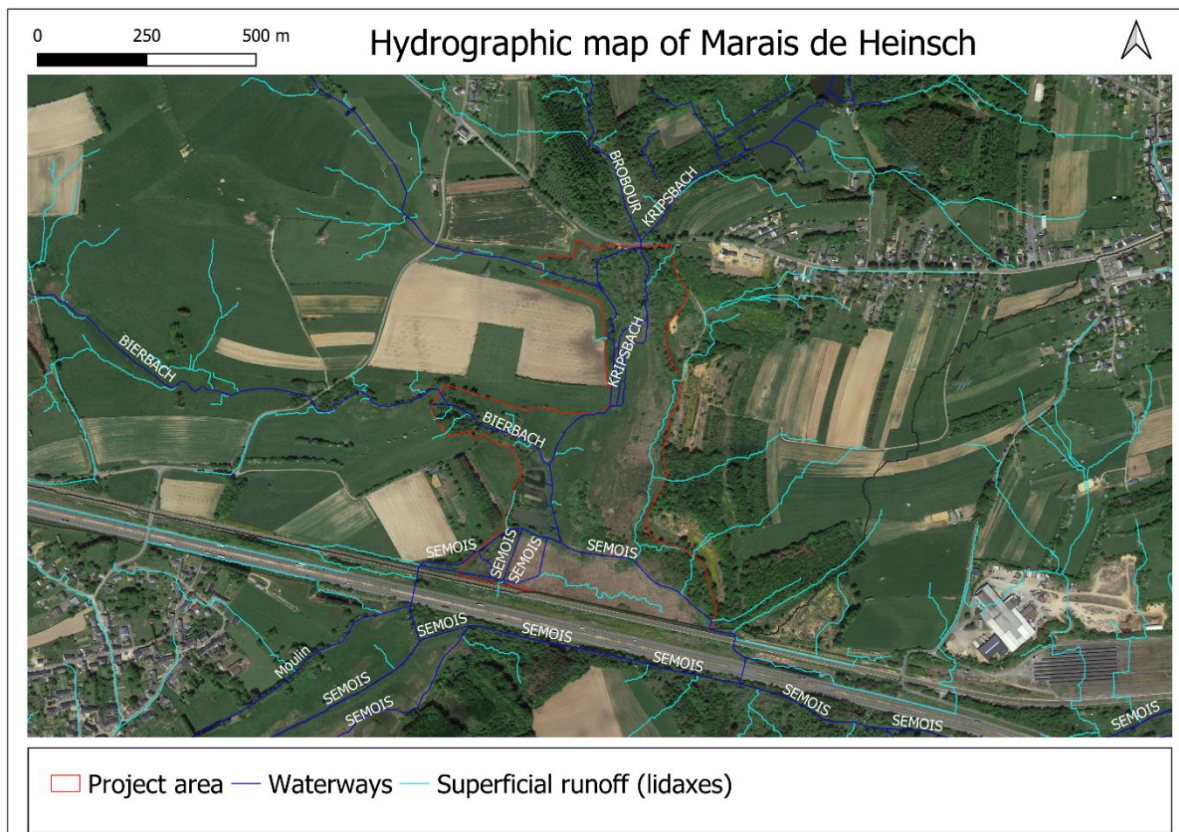 0 250 500 m
Hydrographic map of Marais de Heinsch
BROBOUR
KRIPSBACH
BIERBACH
KRIPSBACH
BIERBACH
SEMOIS
SEMOIS
SEMOIS
SEMOIS
SEMOIS
SEMOIS
Moulin
SEMOIS
SEMOIS
SEMOIS
SEMOIS
SEMOIS
SEMOIS
Project area
Waterways
Superficial runoff (lidaxes)